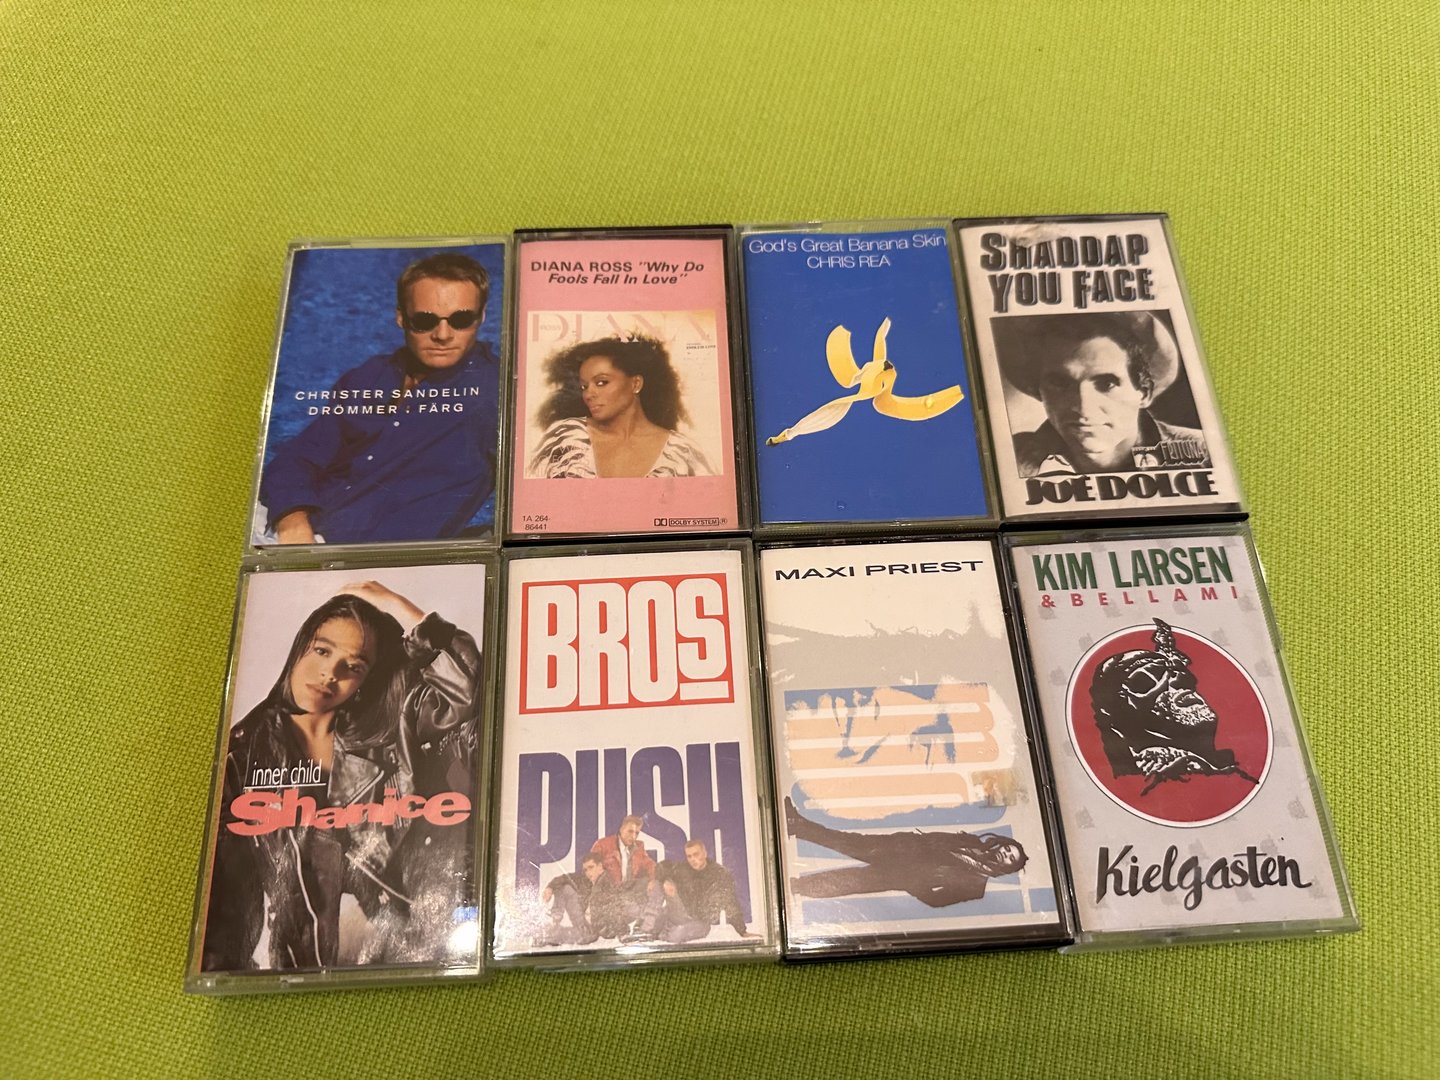 CHRISTER SANDELIN
DRÖMMER . FÄRG
DIANA ROSS "Why Do
Fools Fall In Love"
ROSS
DIANA
TA 264-
86441
DOLBY SYSTEM
God's Great Banana Skin
CHRIS REA
SHADDAP
YOU FACE
JOE DOLCE
inner child
Shanice
BROS
PUSH
MAXI PRIEST
KIM LARSEN
& BELLAMI
Kielgasten